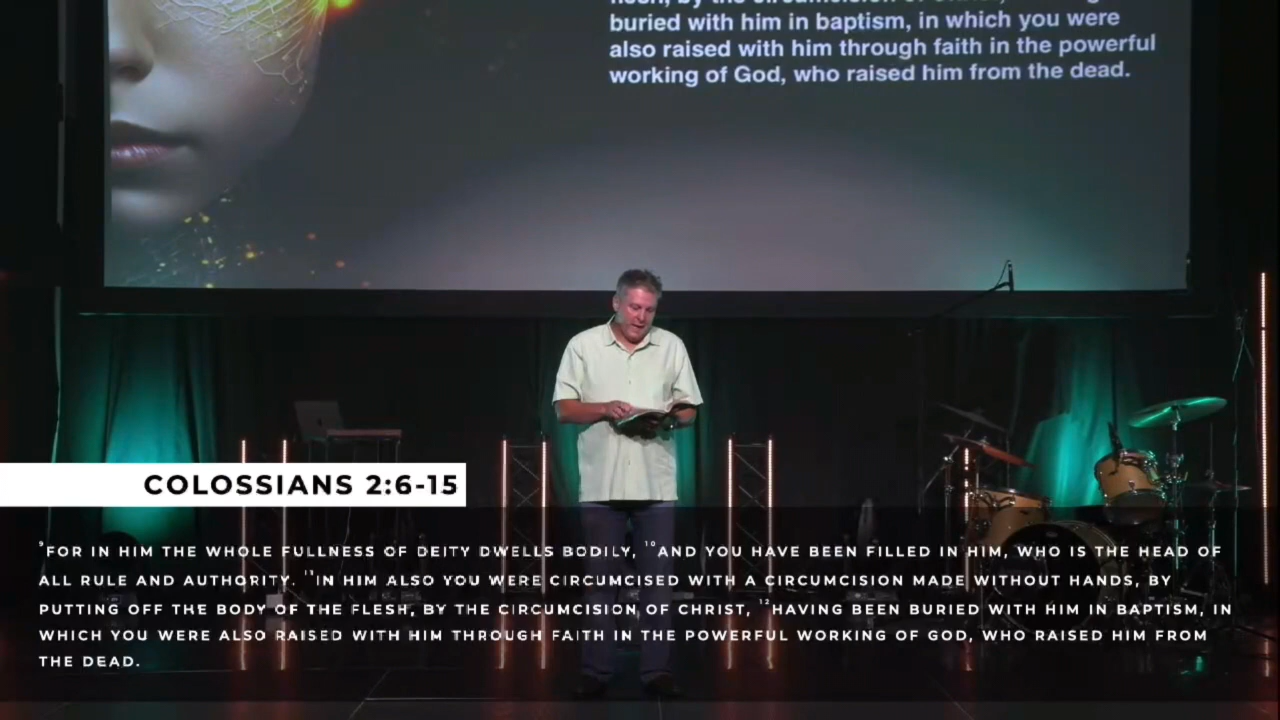 buried with him in baptism, in which you were
also raised with him through faith in the powerful
working of God, who raised him from the dead.
COLOSSIANS 2:6-15
⁹FOR IN HIM THE WHOLE FULLNESS OF DEITY DWELLS BODILY, ¹⁰AND YOU HAVE BEEN FILLED IN HIM, WHO IS THE HEAD OF
ALL RULE AND AUTHORITY. ¹¹IN HIM ALSO YOU WERE CIRCUMCISED WITH A CIRCUMCISION MADE WITHOUT HANDS, BY
PUTTING OFF THE BODY OF THE FLESH, BY THE CIRCUMCISION OF CHRIST, ¹²HAVING BEEN BURIED WITH HIM IN BAPTISM, IN
WHICH YOU WERE ALSO RAISED WITH HIM THROUGH FAITH IN THE POWERFUL WORKING OF GOD, WHO RAISED HIM FROM
THE DEAD.